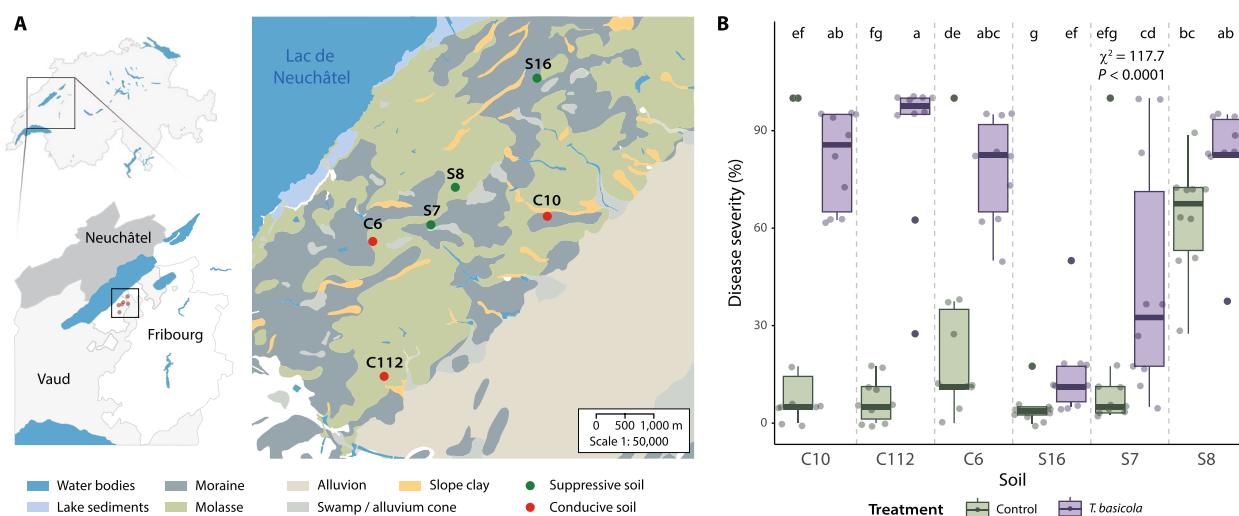 A
Lac de
Neuchâtel
S16
S8
S7
C10
C6
C112
0 500 1,000 m
Scale 1: 50,000
Neuchâtel
Fribourg
Vaud
Water bodies
Moraine
Alluvion
Slope clay
Suppressive soil
Lake sediments
Molasse
Swamp / alluvium cone
Conducive soil
B
ef ab fg a de abc g ef efg cd bc ab
χ² = 117.7
P < 0.0001
Disease severity (%)
90
60
30
0
C10 C112 C6 S16 S7 S8
Soil
Treatment Control T. basicola